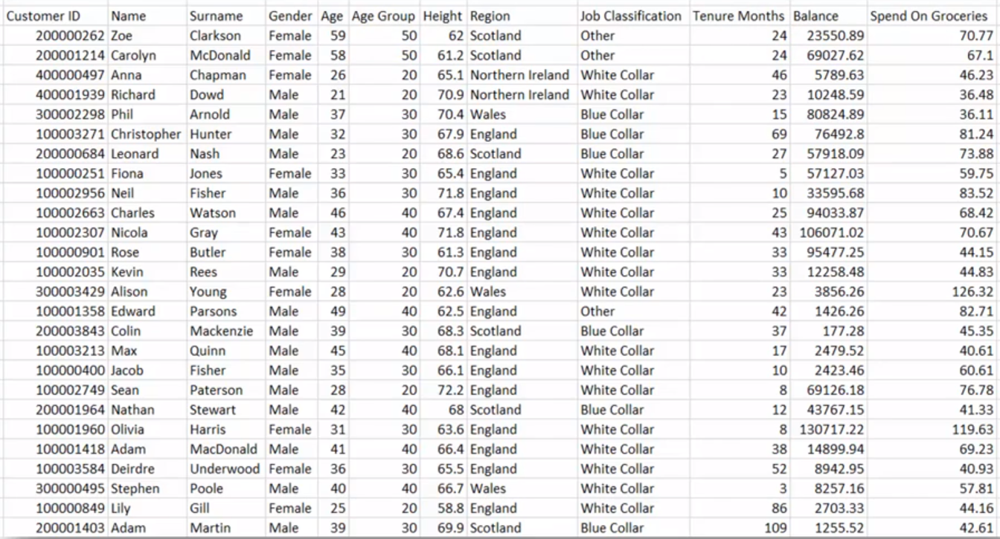 Customer ID Name Surname Gender Age Age Group Height Region Job Classification Tenure Months Balance Spend On Groceries
200000262 Zoe Clarkson Female 59 50 62 Scotland Other 24 23550.89 70.77
200001214 Carolyn McDonald Female 58 50 61.2 Scotland Other 24 69027.62 67.1
400000497 Anna Chapman Female 26 20 65.1 Northern Ireland White Collar 46 5789.63 46.23
400001939 Richard Dowd Male 21 20 70.9 Northern Ireland White Collar 23 10248.59 36.48
300002298 Phil Arnold Male 37 30 70.4 Wales Blue Collar 15 80824.89 36.11
100003271 Christopher Hunter Male 32 30 67.9 England Blue Collar 69 76492.8 81.24
200000684 Leonard Nash Male 23 20 68.6 Scotland Blue Collar 27 57918.09 73.88
100000251 Fiona Jones Female 33 30 65.4 England White Collar 5 57127.03 59.75
100002956 Neil Fisher Male 36 30 71.8 England White Collar 10 33595.68 83.52
100002663 Charles Watson Male 46 40 67.4 England White Collar 25 94033.87 68.42
100002307 Nicola Gray Female 43 40 71.8 England White Collar 43 106071.02 70.67
100000901 Rose Butler Female 38 30 61.3 England White Collar 33 95477.25 44.15
100002035 Kevin Rees Male 29 20 70.7 England White Collar 33 12258.48 44.83
300003429 Alison Young Female 28 20 62.6 Wales White Collar 23 3856.26 126.32
100001358 Edward Parsons Male 49 40 62.5 England Other 42 1426.26 82.71
200003843 Colin Mackenzie Male 39 30 68.3 Scotland Blue Collar 37 177.28 45.35
100003213 Max Quinn Male 45 40 68.1 England White Collar 17 2479.52 40.61
100000400 Jacob Fisher Male 35 30 66.1 England White Collar 10 2423.46 60.61
100002749 Sean Paterson Male 28 20 72.2 England White Collar 8 69126.18 76.78
200001964 Nathan Stewart Male 42 40 68 Scotland Blue Collar 12 43767.15 41.33
100001960 Olivia Harris Female 31 30 63.6 England White Collar 8 130717.22 119.63
100001418 Adam MacDonald Male 41 40 66.4 England White Collar 38 14899.94 69.23
100003584 Deirdre Underwood Female 36 30 65.5 England White Collar 52 8942.95 40.93
300000495 Stephen Poole Male 40 40 66.7 Wales White Collar 3 8257.16 57.81
100000849 Lily Gill Female 25 20 58.8 England White Collar 86 2703.33 44.16
200001403 Adam Martin Male 39 30 69.9 Scotland Blue Collar 109 1255.52 42.61